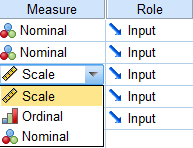 Measure Role
Nominal Input
Nominal Input
Scale Input
Scale Input
Ordinal Input
Nominal